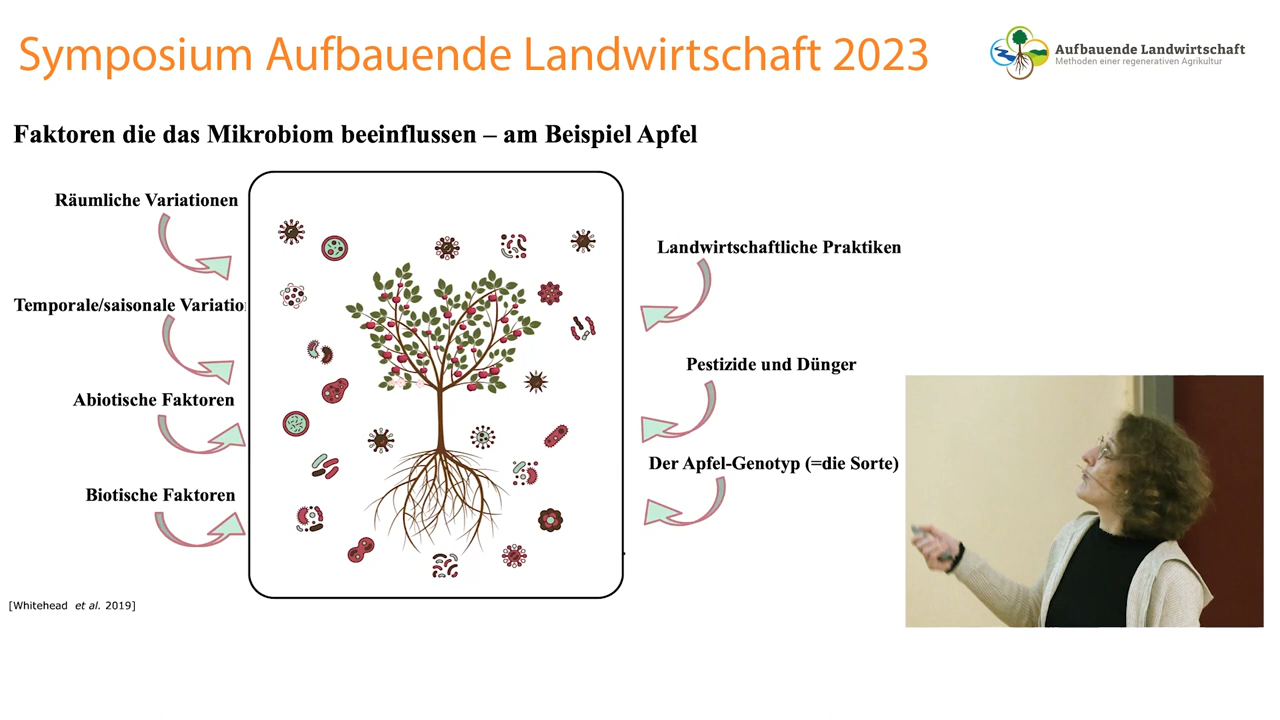 Symposium Aufbauende Landwirtschaft 2023
Aufbauende Landwirtschaft
Methoden einer regenerativen Agrikultur
Faktoren die das Mikrobiom beeinflussen – am Beispiel Apfel
Räumliche Variationen
Temporale/saisonale Variatio
Abiotische Faktoren
Biotische Faktoren
Landwirtschaftliche Praktiken
Pestizide und Dünger
Der Apfel-Genotyp (=die Sorte)
[Whitehead et al. 2019]